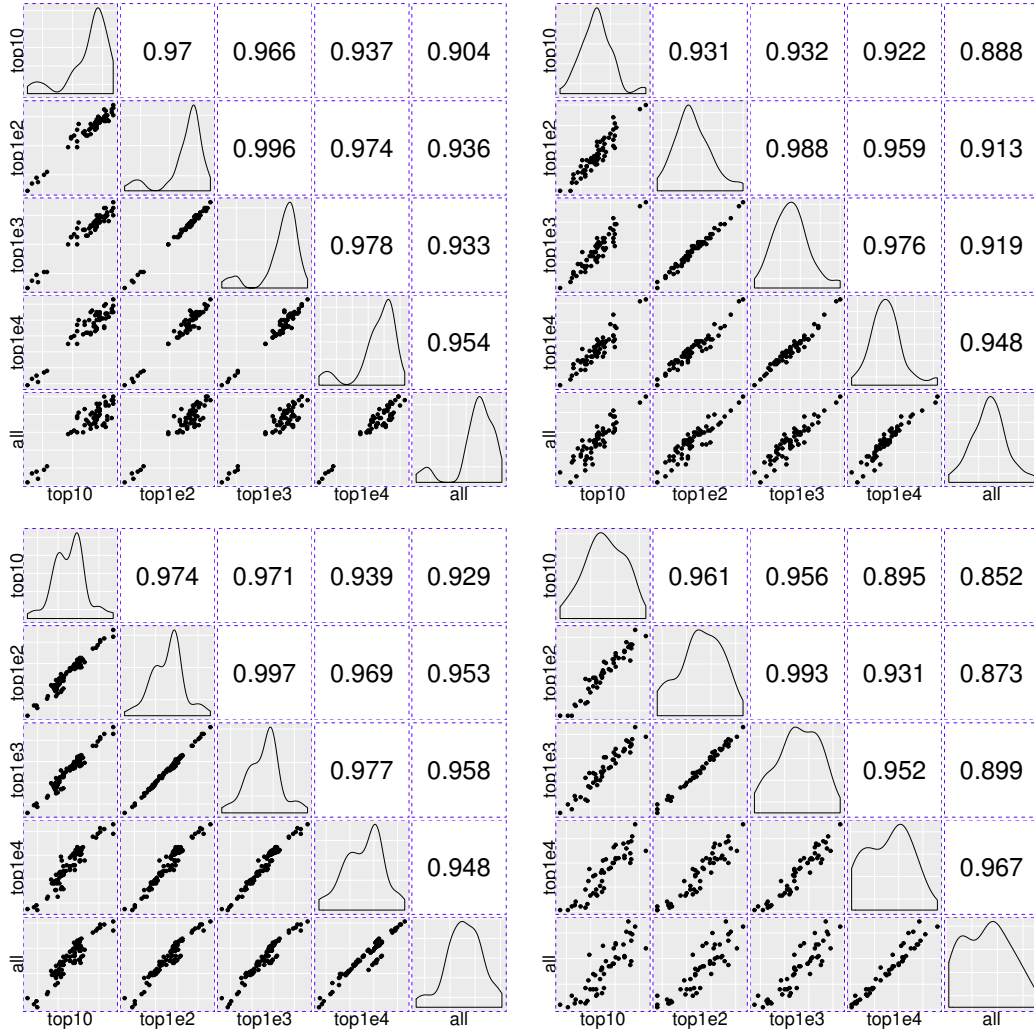 top10 0.97 0.966 0.937 0.904
top1e2 0.996 0.974 0.936
top1e3 0.978 0.933
top1e4 0.954
all
top10 top1e2 top1e3 top1e4 all
top10 0.931 0.932 0.922 0.888
top1e2 0.988 0.959 0.913
top1e3 0.976 0.919
top1e4 0.948
all
top10 top1e2 top1e3 top1e4 all
top10 0.974 0.971 0.939 0.929
top1e2 0.997 0.969 0.953
top1e3 0.977 0.958
top1e4 0.948
all
top10 top1e2 top1e3 top1e4 all
top10 0.961 0.956 0.895 0.852
top1e2 0.993 0.931 0.873
top1e3 0.952 0.899
top1e4 0.967
all
top10 top1e2 top1e3 top1e4 all